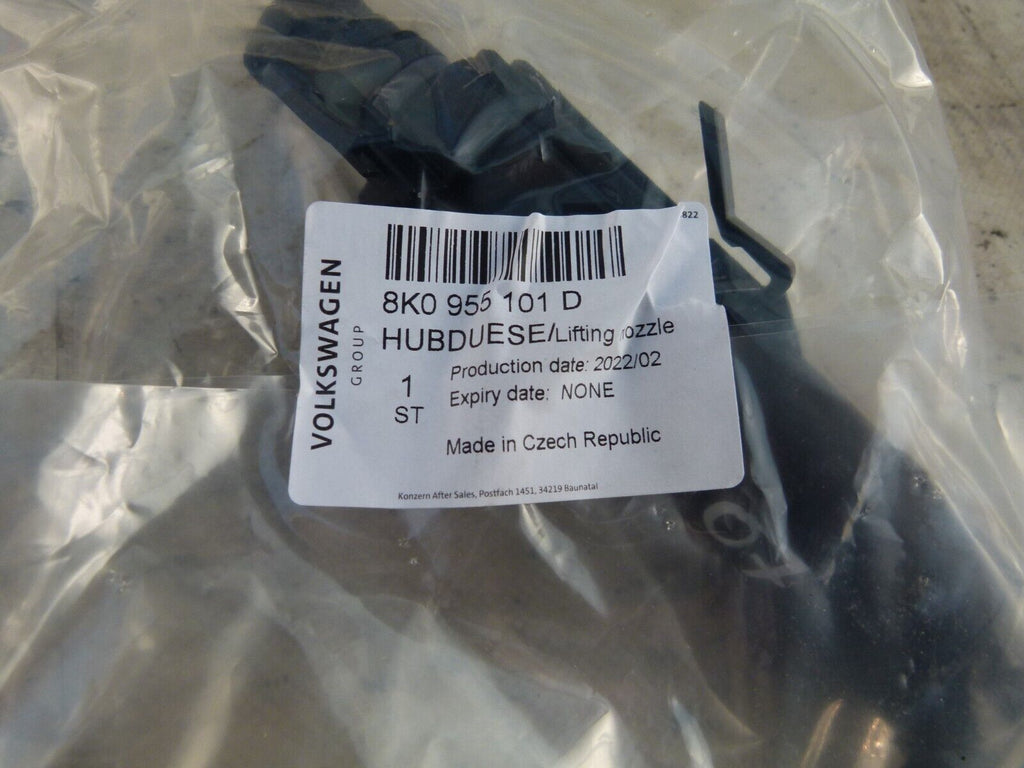 822
VOLKSWAGEN
GROUP
8K0 955 101 D
HUBDUESE/Lifting nozzle
1
ST
Production date: 2022/02
Expiry date: NONE
Made in Czech Republic
Konzern After Sales, Postfach 1451, 34219 Baunatal